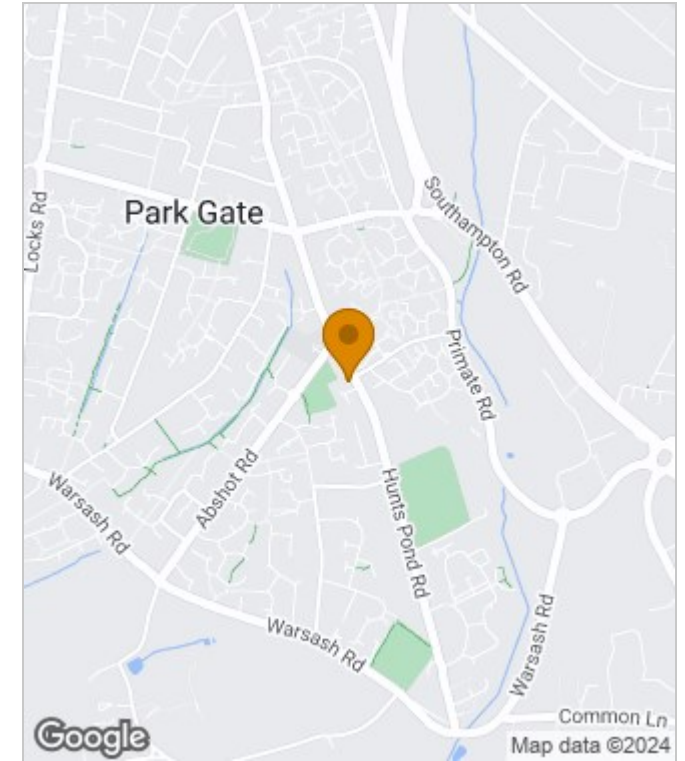 Park Gate
Locks Rd
Southampton Rd
Primate Rd
Abshot Rd
Hunts Pond Rd
Warsash Rd
Warsash Rd
Warsash Rd
Common Ln
Google
Map data ©2024